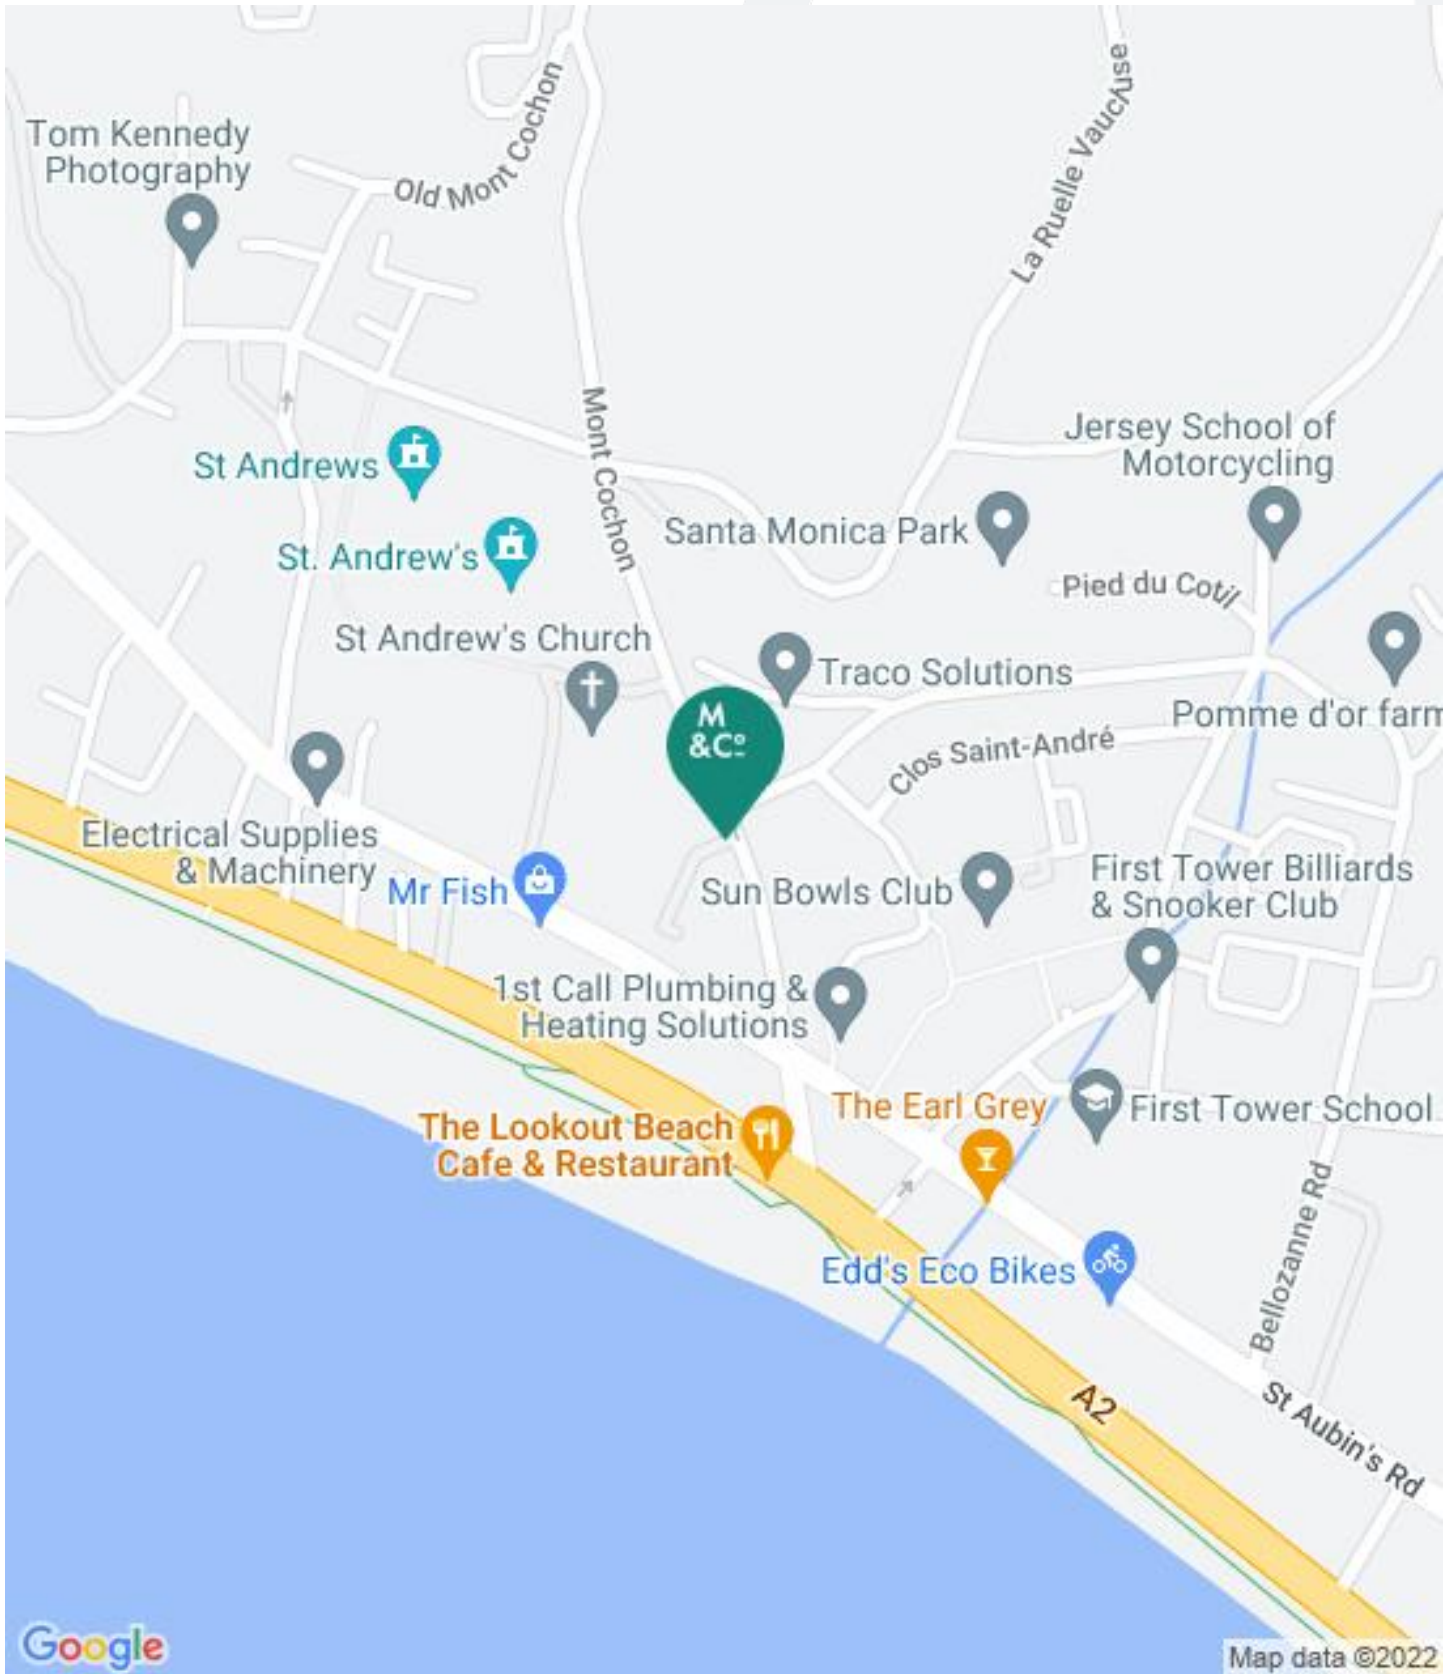 Tom Kennedy
Photography
Old Mont Cochon
La Ruelle Vaucluse
Mont Cochon
Jersey School of
Motorcycling
St Andrews
Santa Monica Park
St. Andrew's
Pied du Cotil
St Andrew's Church
Traco Solutions
Pomme d'or farm
M
&Co
Clos Saint-André
Electrical Supplies
& Machinery
Mr Fish
Sun Bowls Club
First Tower Billiards
& Snooker Club
1st Call Plumbing &
Heating Solutions
The Earl Grey
First Tower School
The Lookout Beach
Cafe & Restaurant
Edd's Eco Bikes
Bellozanne Rd
A2
St Aubin's Rd
Google
Map data ©2022